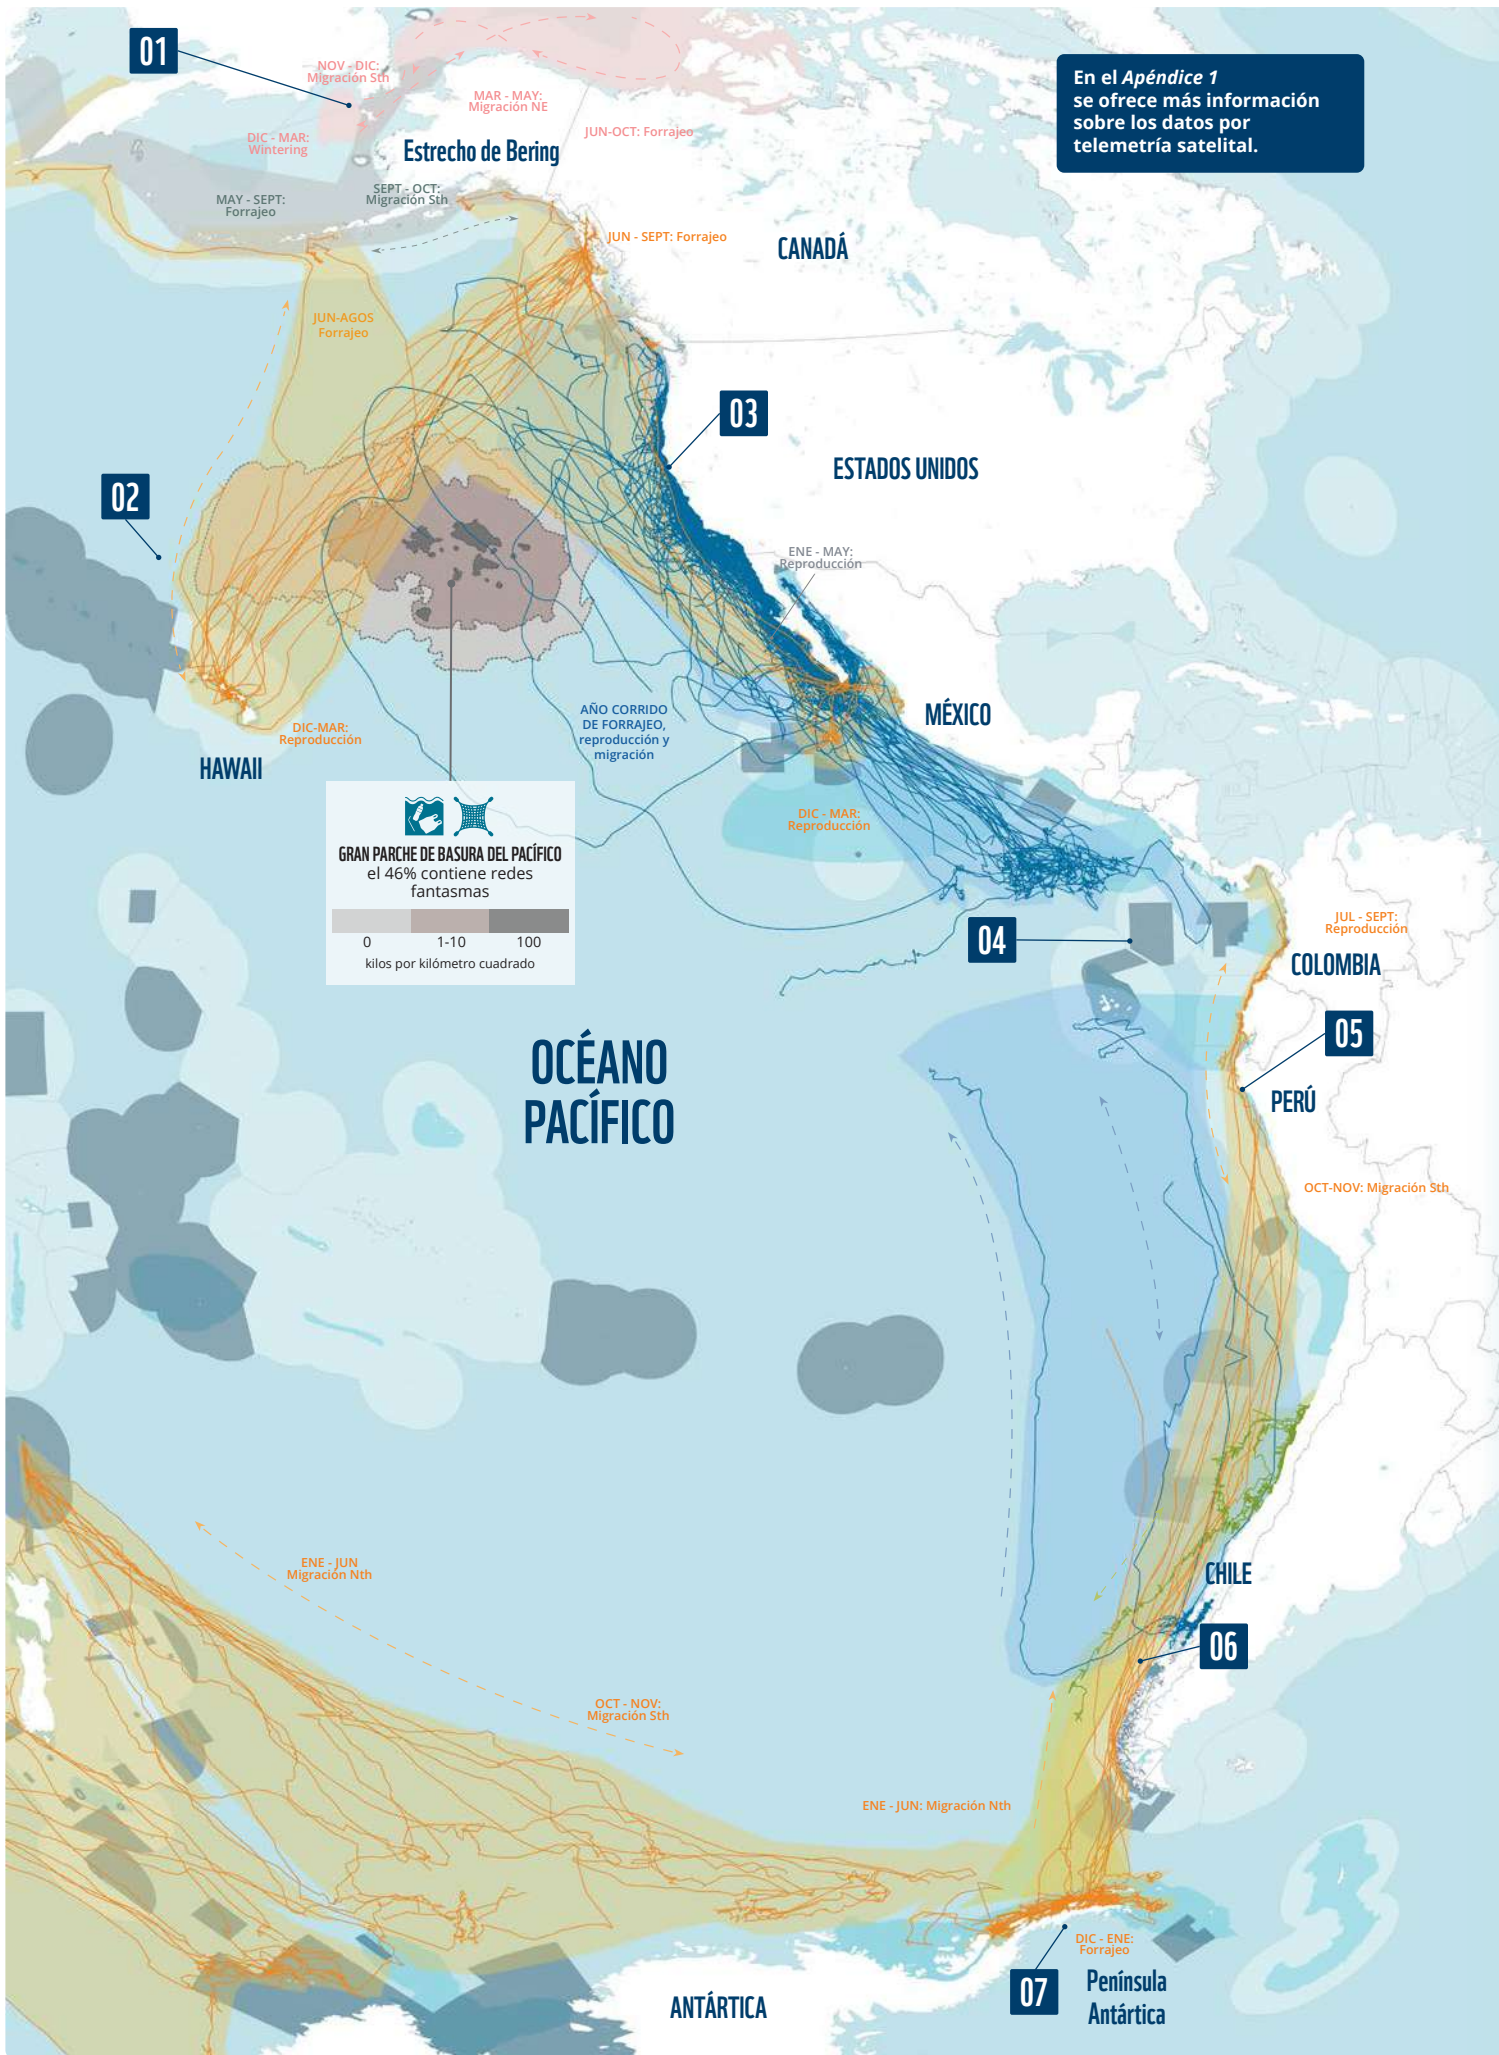 01
NOV - DIC:
Migración Sth
MAR - MAY:
Migración NE
DIC - MAR:
Wintering
JUN-OCT: Forrajeo
Estrecho de Bering
En el Apéndice 1
se ofrece más información
sobre los datos por
telemetría satelital.
MAY - SEPT:
Forrajeo
SEPT - OCT:
Migración Sth
JUN - SEPT: Forrajeo
CANADÁ
JUN-AGOS
Forrajeo
03
ESTADOS UNIDOS
02
ENE - MAY:
Reproducción
AÑO CORRIDO
DE FORRAJEO,
reproducción y
migración
MÉXICO
DIC-MAR:
Reproducción
HAWAII
GRAN PARCHE DE BASURA DEL PACÍFICO
el 46% contiene redes
fantasmas
0 1-10 100
kilos por kilómetro cuadrado
DIC - MAR:
Reproducción
04
JUL - SEPT:
Reproducción
COLOMBIA
OCÉANO
PACÍFICO
05
PERÚ
OCT-NOV: Migración Sth
ENE - JUN
Migración Nth
CHILE
06
OCT - NOV:
Migración Sth
ENE - JUN: Migración Nth
DIC - ENE:
Forrajeo
07
Península
Antártica
ANTÁRTICA